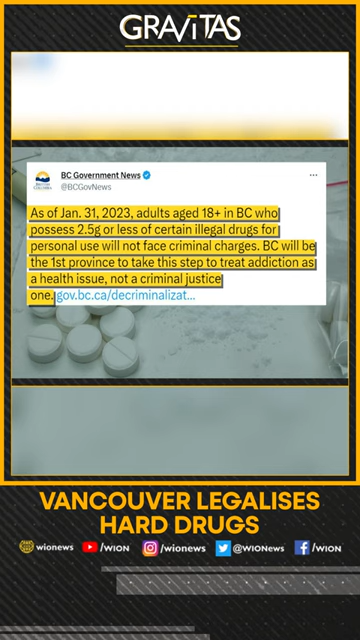 GRAVITAS
BC Government News
@BCGovNews
As of Jan. 31, 2023, adults aged 18+ in BC who
possess 2.5g or less of certain illegal drugs for
personal use will not face criminal charges. BC will be
the 1st province to take this step to treat addiction as
a health issue, not a criminal justice
one. gov.bc.ca/decriminalizat...
VANCOUVER LEGALISES
HARD DRUGS
wionews /WION /wionews @WIONews /WION